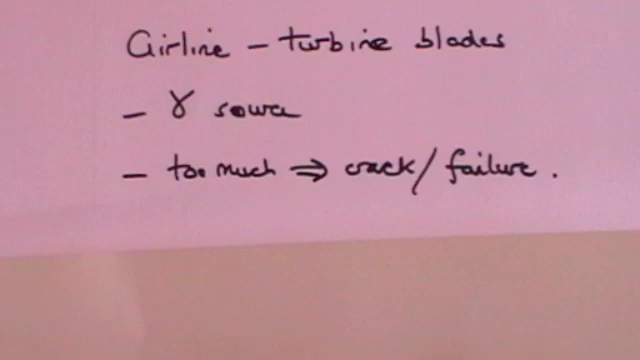 Airline - turbine blades
- γ source
- too much ⇒ crack/failure.